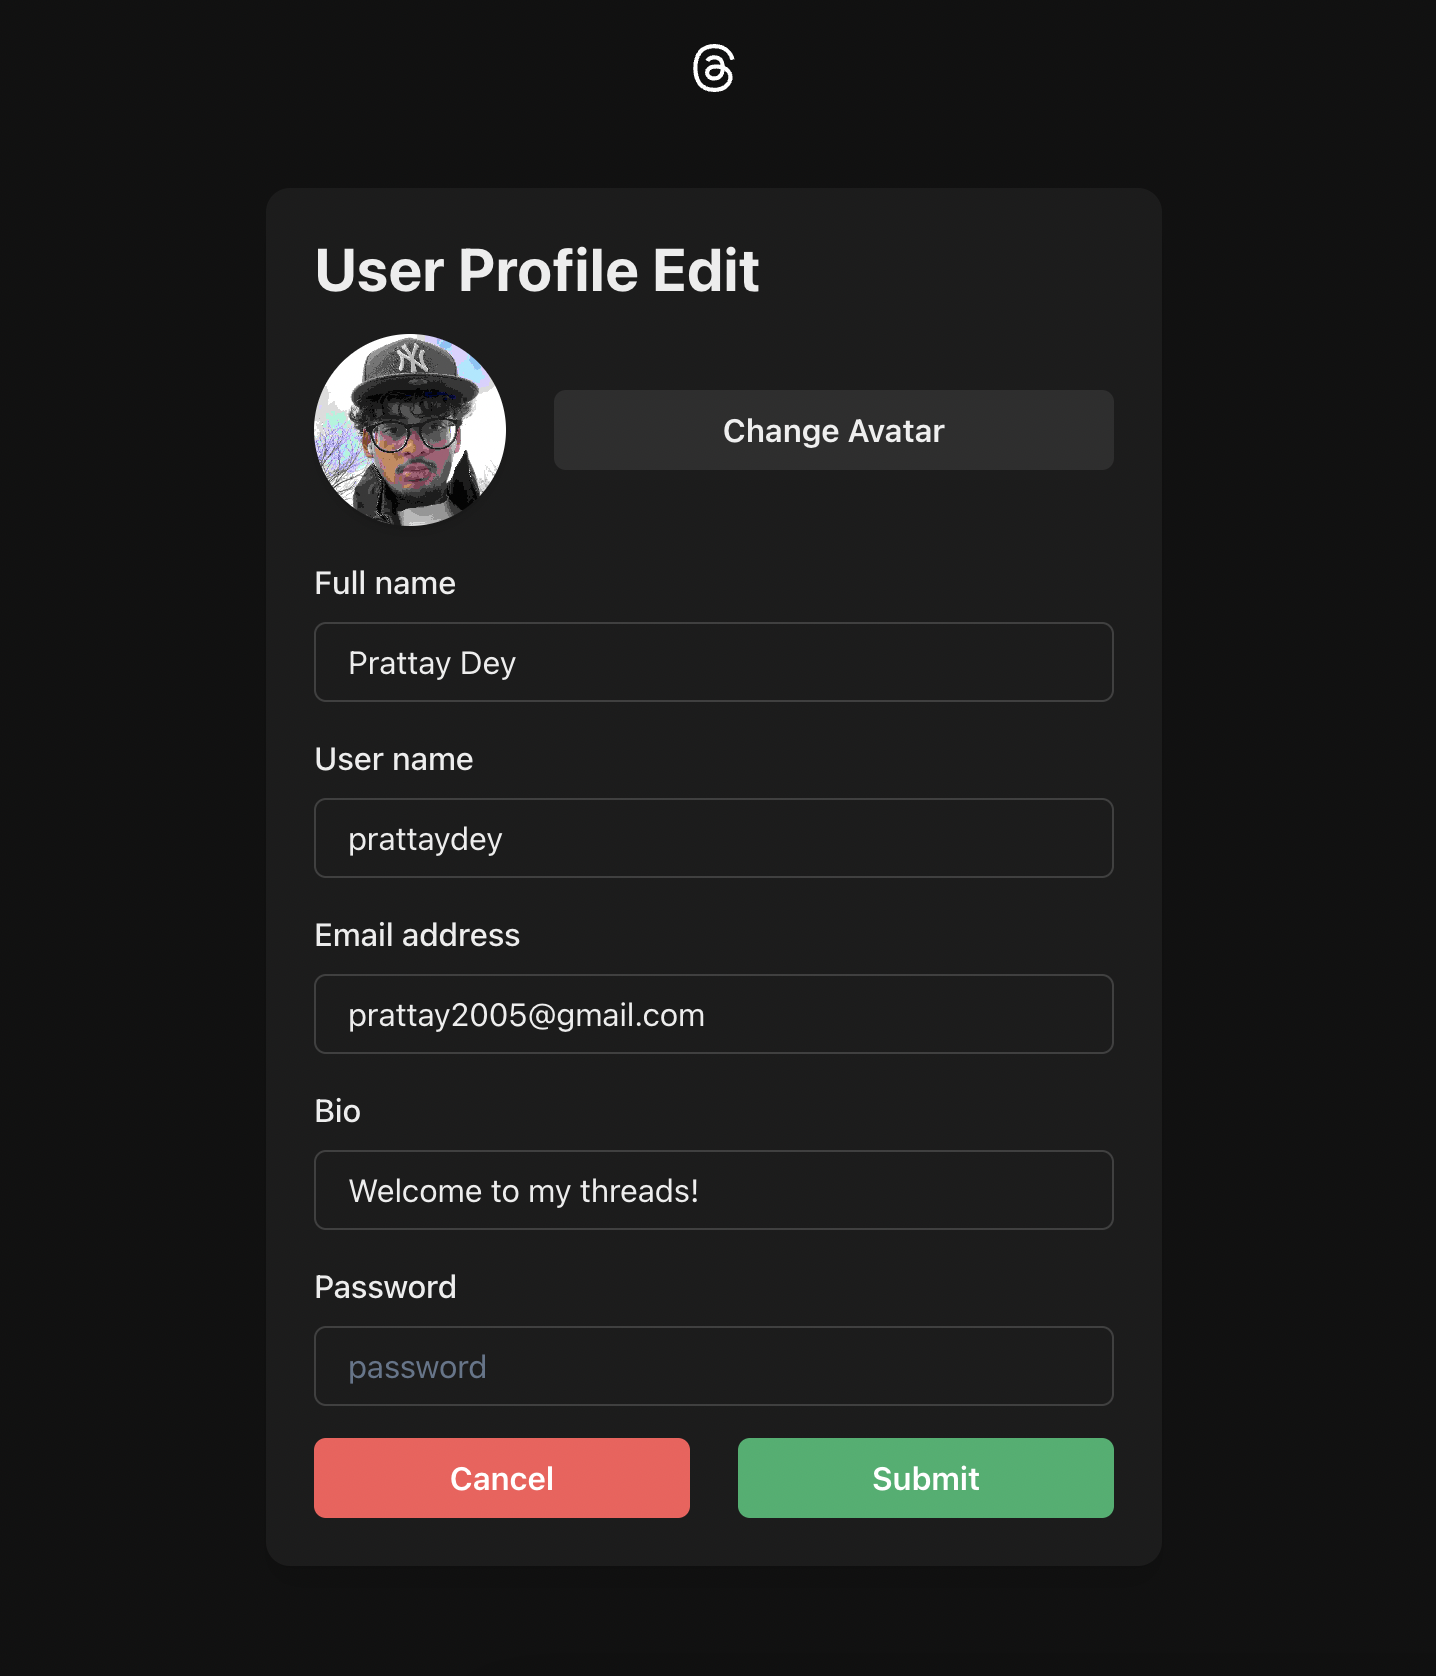 User Profile Edit
NY
Change Avatar
Full name
Prattay Dey
User name
prattaydey
Email address
prattay2005@gmail.com
Bio
Welcome to my threads!
Password
password
Cancel
Submit